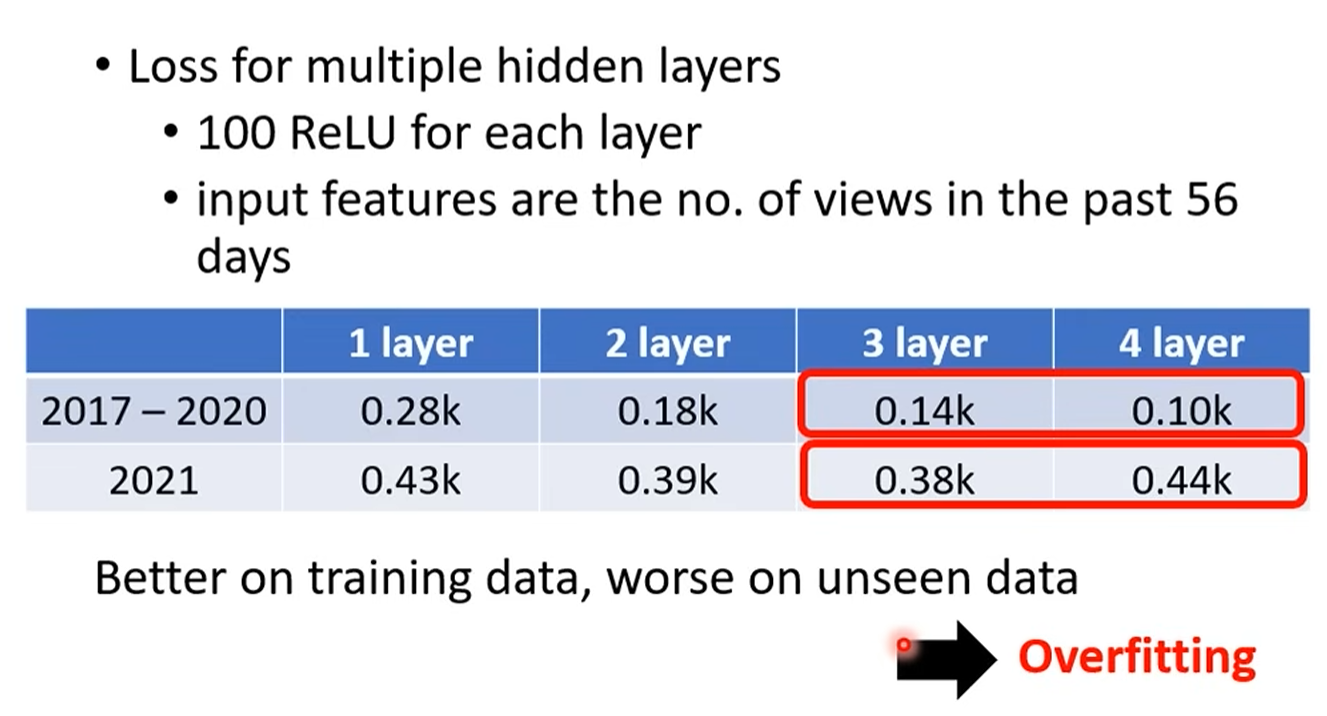 • Loss for multiple hidden layers
• 100 ReLU for each layer
• input features are the no. of views in the past 56
days
1 layer 2 layer 3 layer 4 layer
2017 – 2020 0.28k 0.18k 0.14k 0.10k
2021 0.43k 0.39k 0.38k 0.44k
Better on training data, worse on unseen data
Overfitting